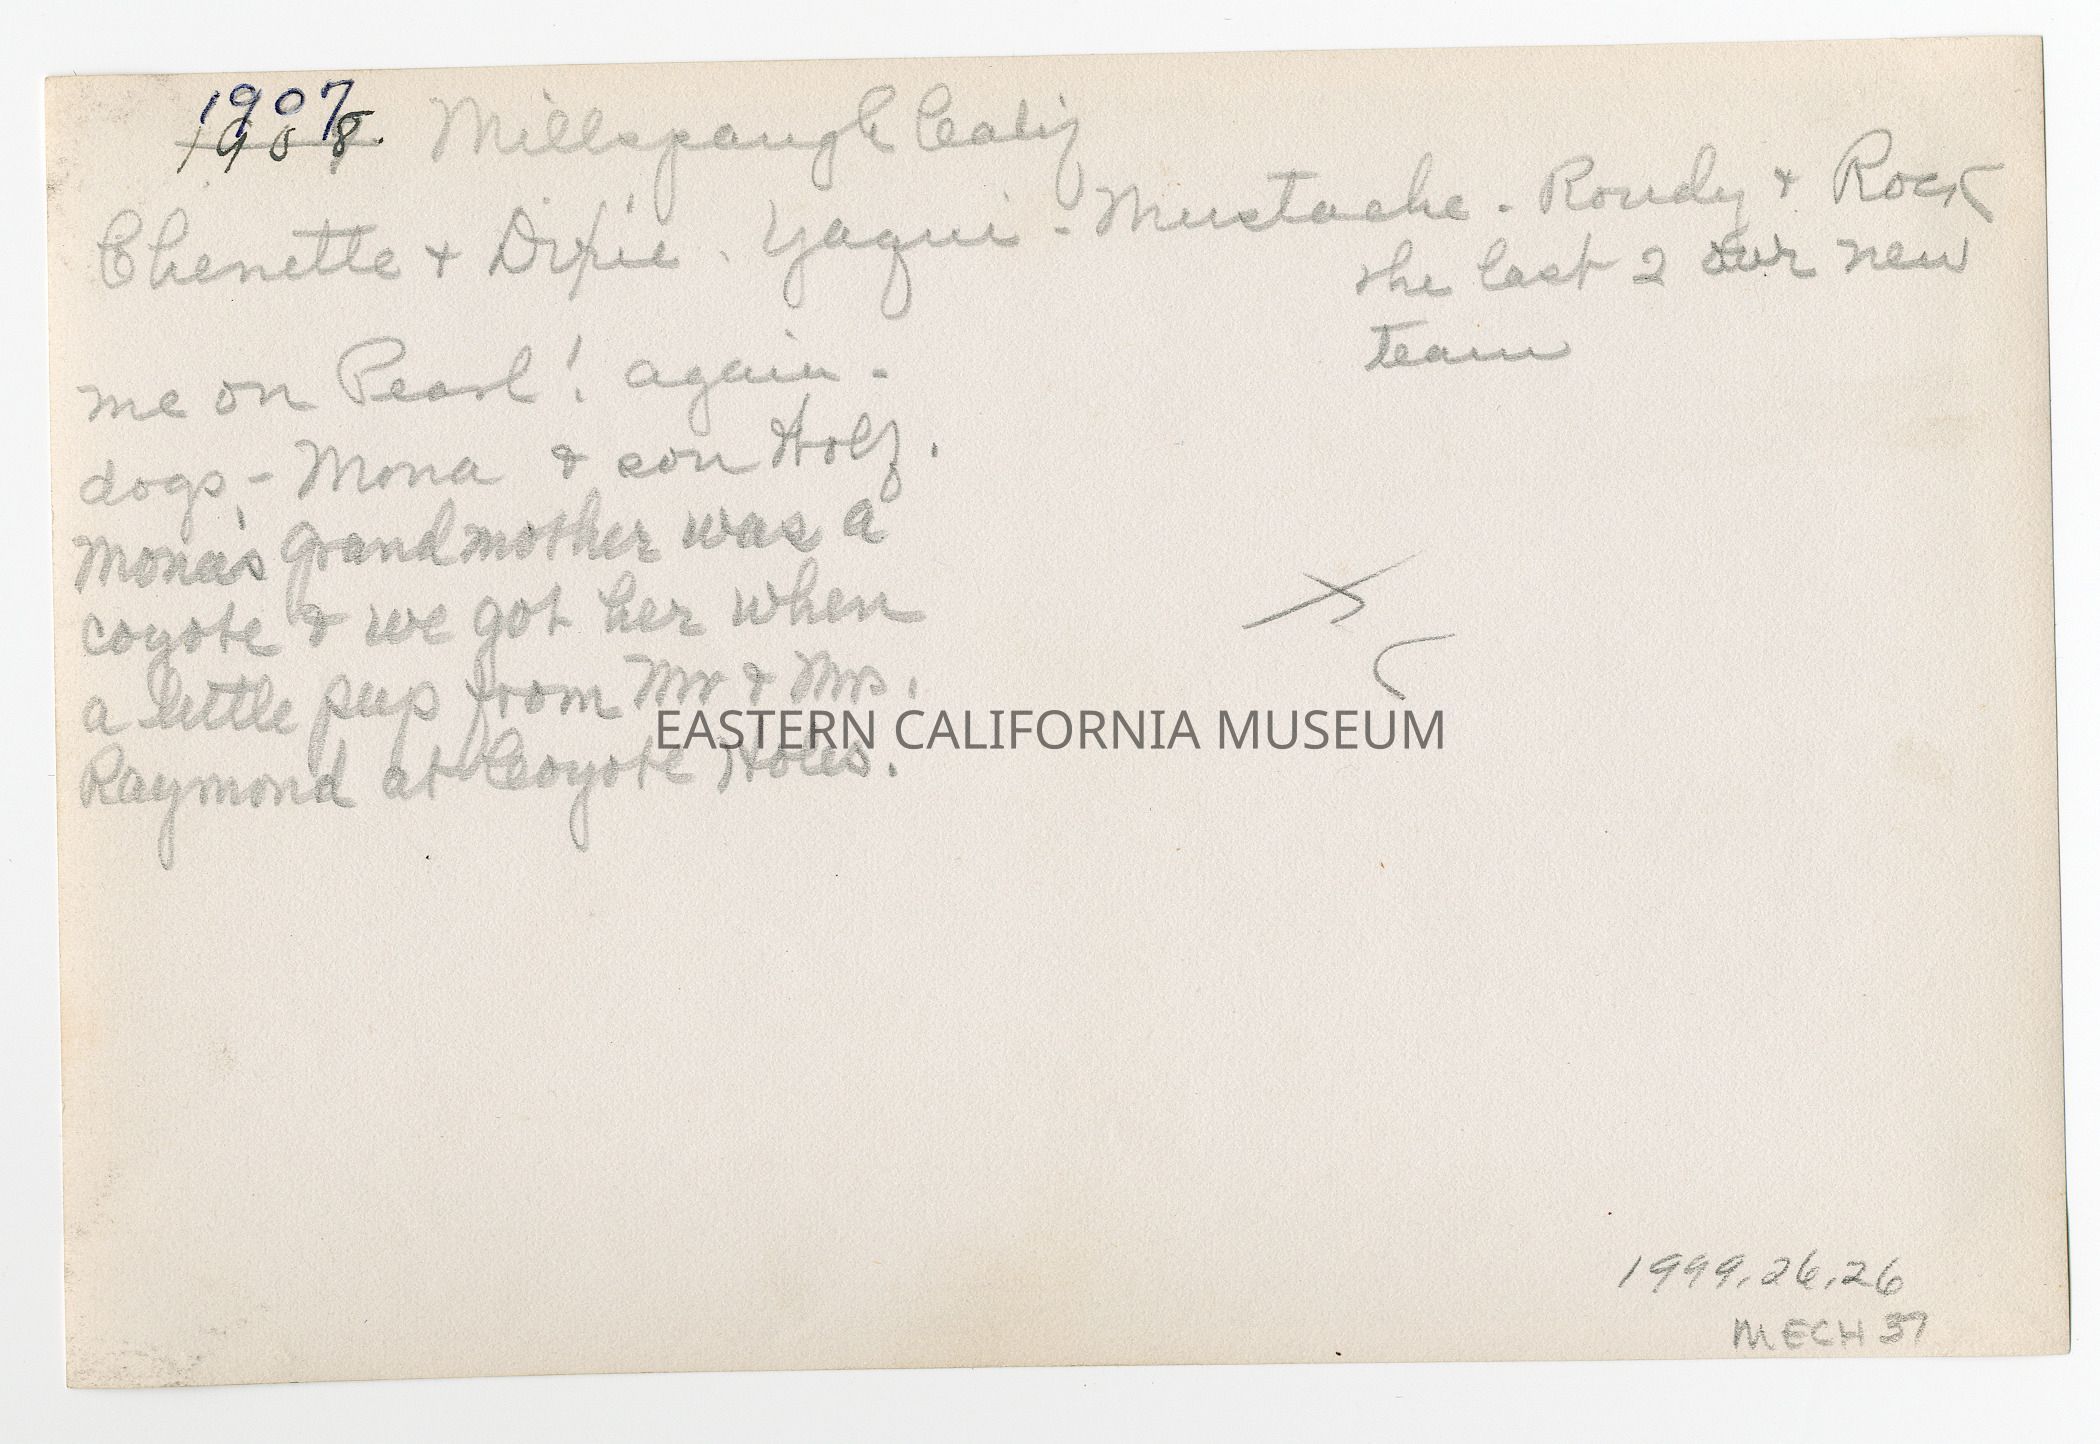 1907
1908. Millspaugh Calif
Chenette + Dixie. Yaqui - Mustache. Rowdy + Rock
the last 2 our new
team
me on Pearl! again -
dogs, - Mona & son Holf.
Mona's grandmother was a
coyote & we got her when
a little pup from Mr & Mrs.
Raymond at Coyote Holes.
EASTERN CALIFORNIA MUSEUM
1999.26.26
MECH 37